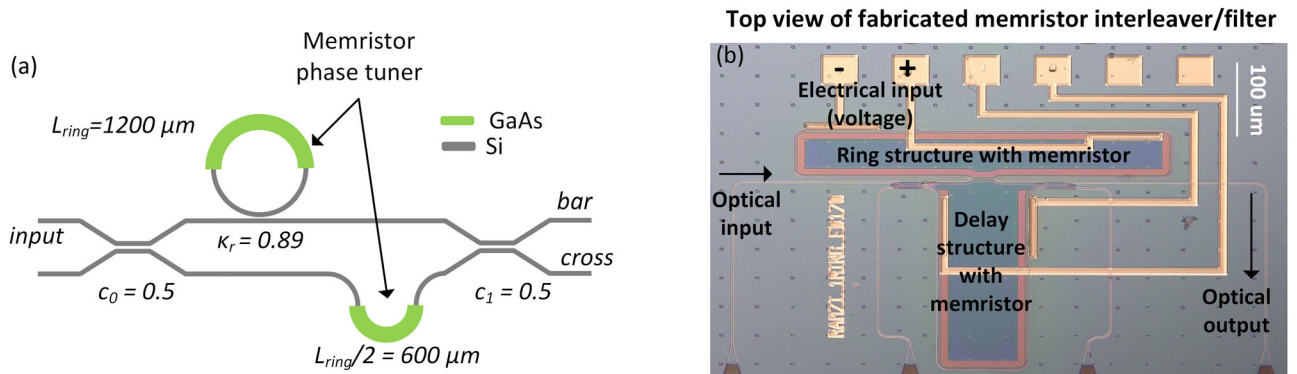 (a)
Memristor
phase tuner
L_ring=1200 μm
GaAs
Si
input
κ_r = 0.89
bar
cross
c_0 = 0.5
c_1 = 0.5
L_ring/2 = 600 μm
Top view of fabricated memristor interleaver/filter
(b)
-
+
100 um
Electrical input
(voltage)
Ring structure with memristor
Optical
input
Delay
structure
with
memristor
Optical
output